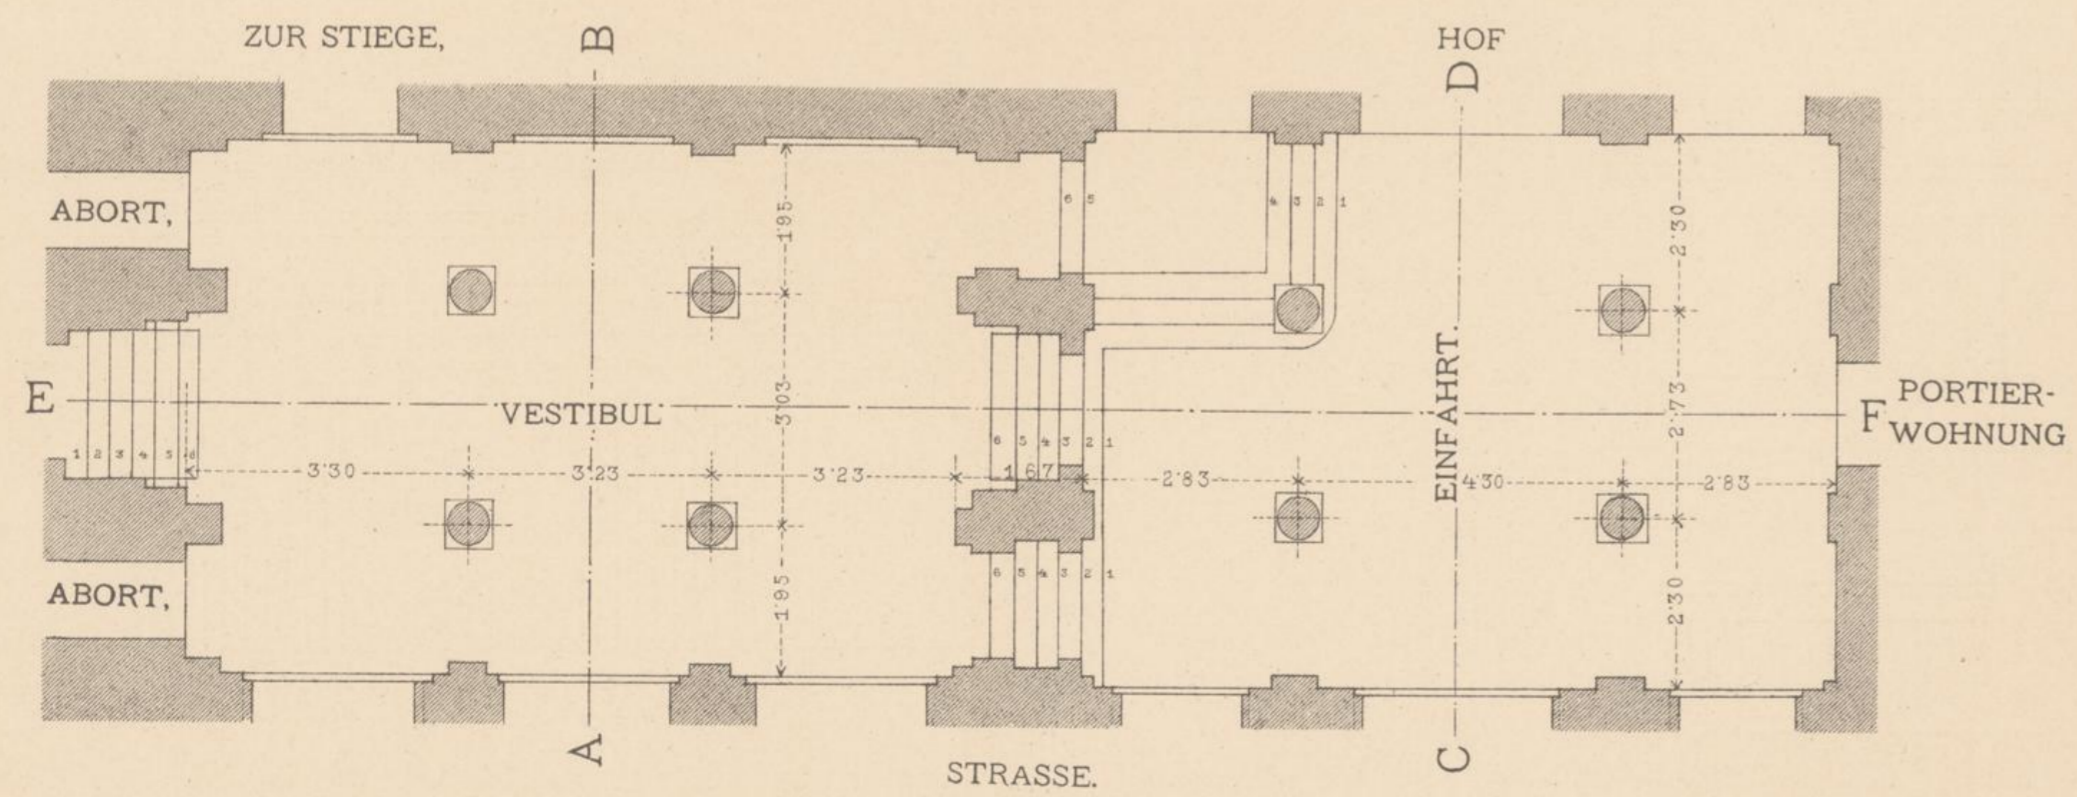 ZUR STIEGE,
B
HOF
D
ABORT,
6 5
4 3 2 1
1'95
2'30
E
VESTIBUL
3'03
EINFAHRT.
2'73
F
PORTIER-
WOHNUNG
1 2 3 4 5 6
6 5 4 3 2 1
3'30
3'23
3'23
1'67
2'83
4'30
2'83
ABORT,
6 5 4 3 2 1
1'95
2'30
A
STRASSE.
C